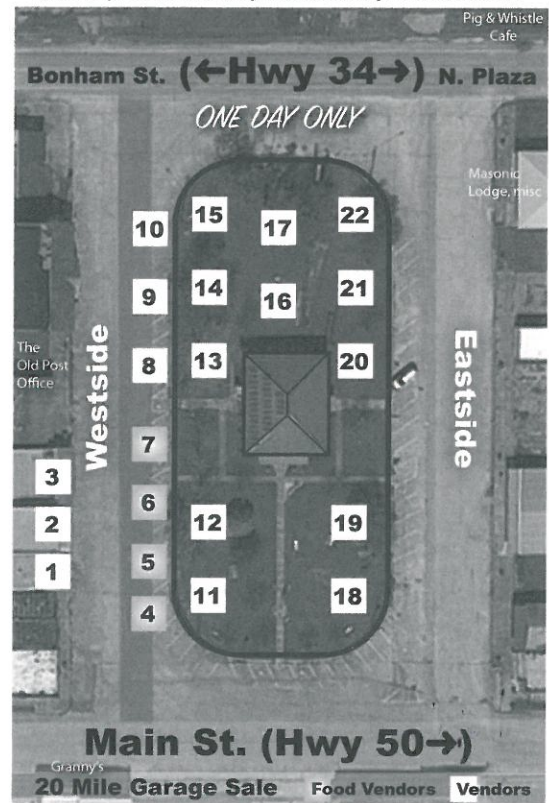 Pig & Whistle
Cafe
Bonham St. (←Hwy 34→) N. Plaza
ONE DAY ONLY
Masonic
Lodge, misc
10 15 17 22
9 14 16 21
The
Old Post
Office
8 13 20
Westside
Eastside
7
3
6
2 12 19
5
1
4 11 18
Main St. (Hwy 50→)
Granny's
20 Mile Garage Sale Food Vendors Vendors